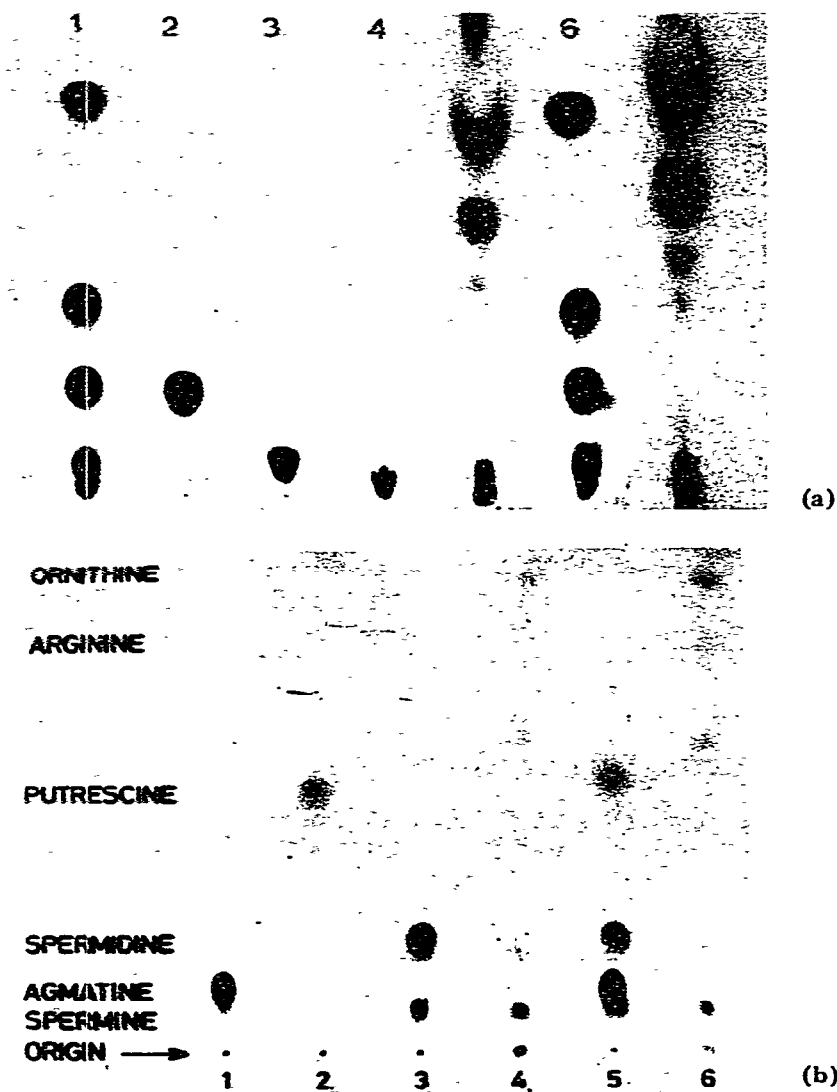 1 2 3 4 6
(a)
ORNITHINE
ARGININE
PUTRESCINE
SPERMIDINE
AGMATINE
SPERMINE
ORIGIN
1 2 3 4 5 6
(b)